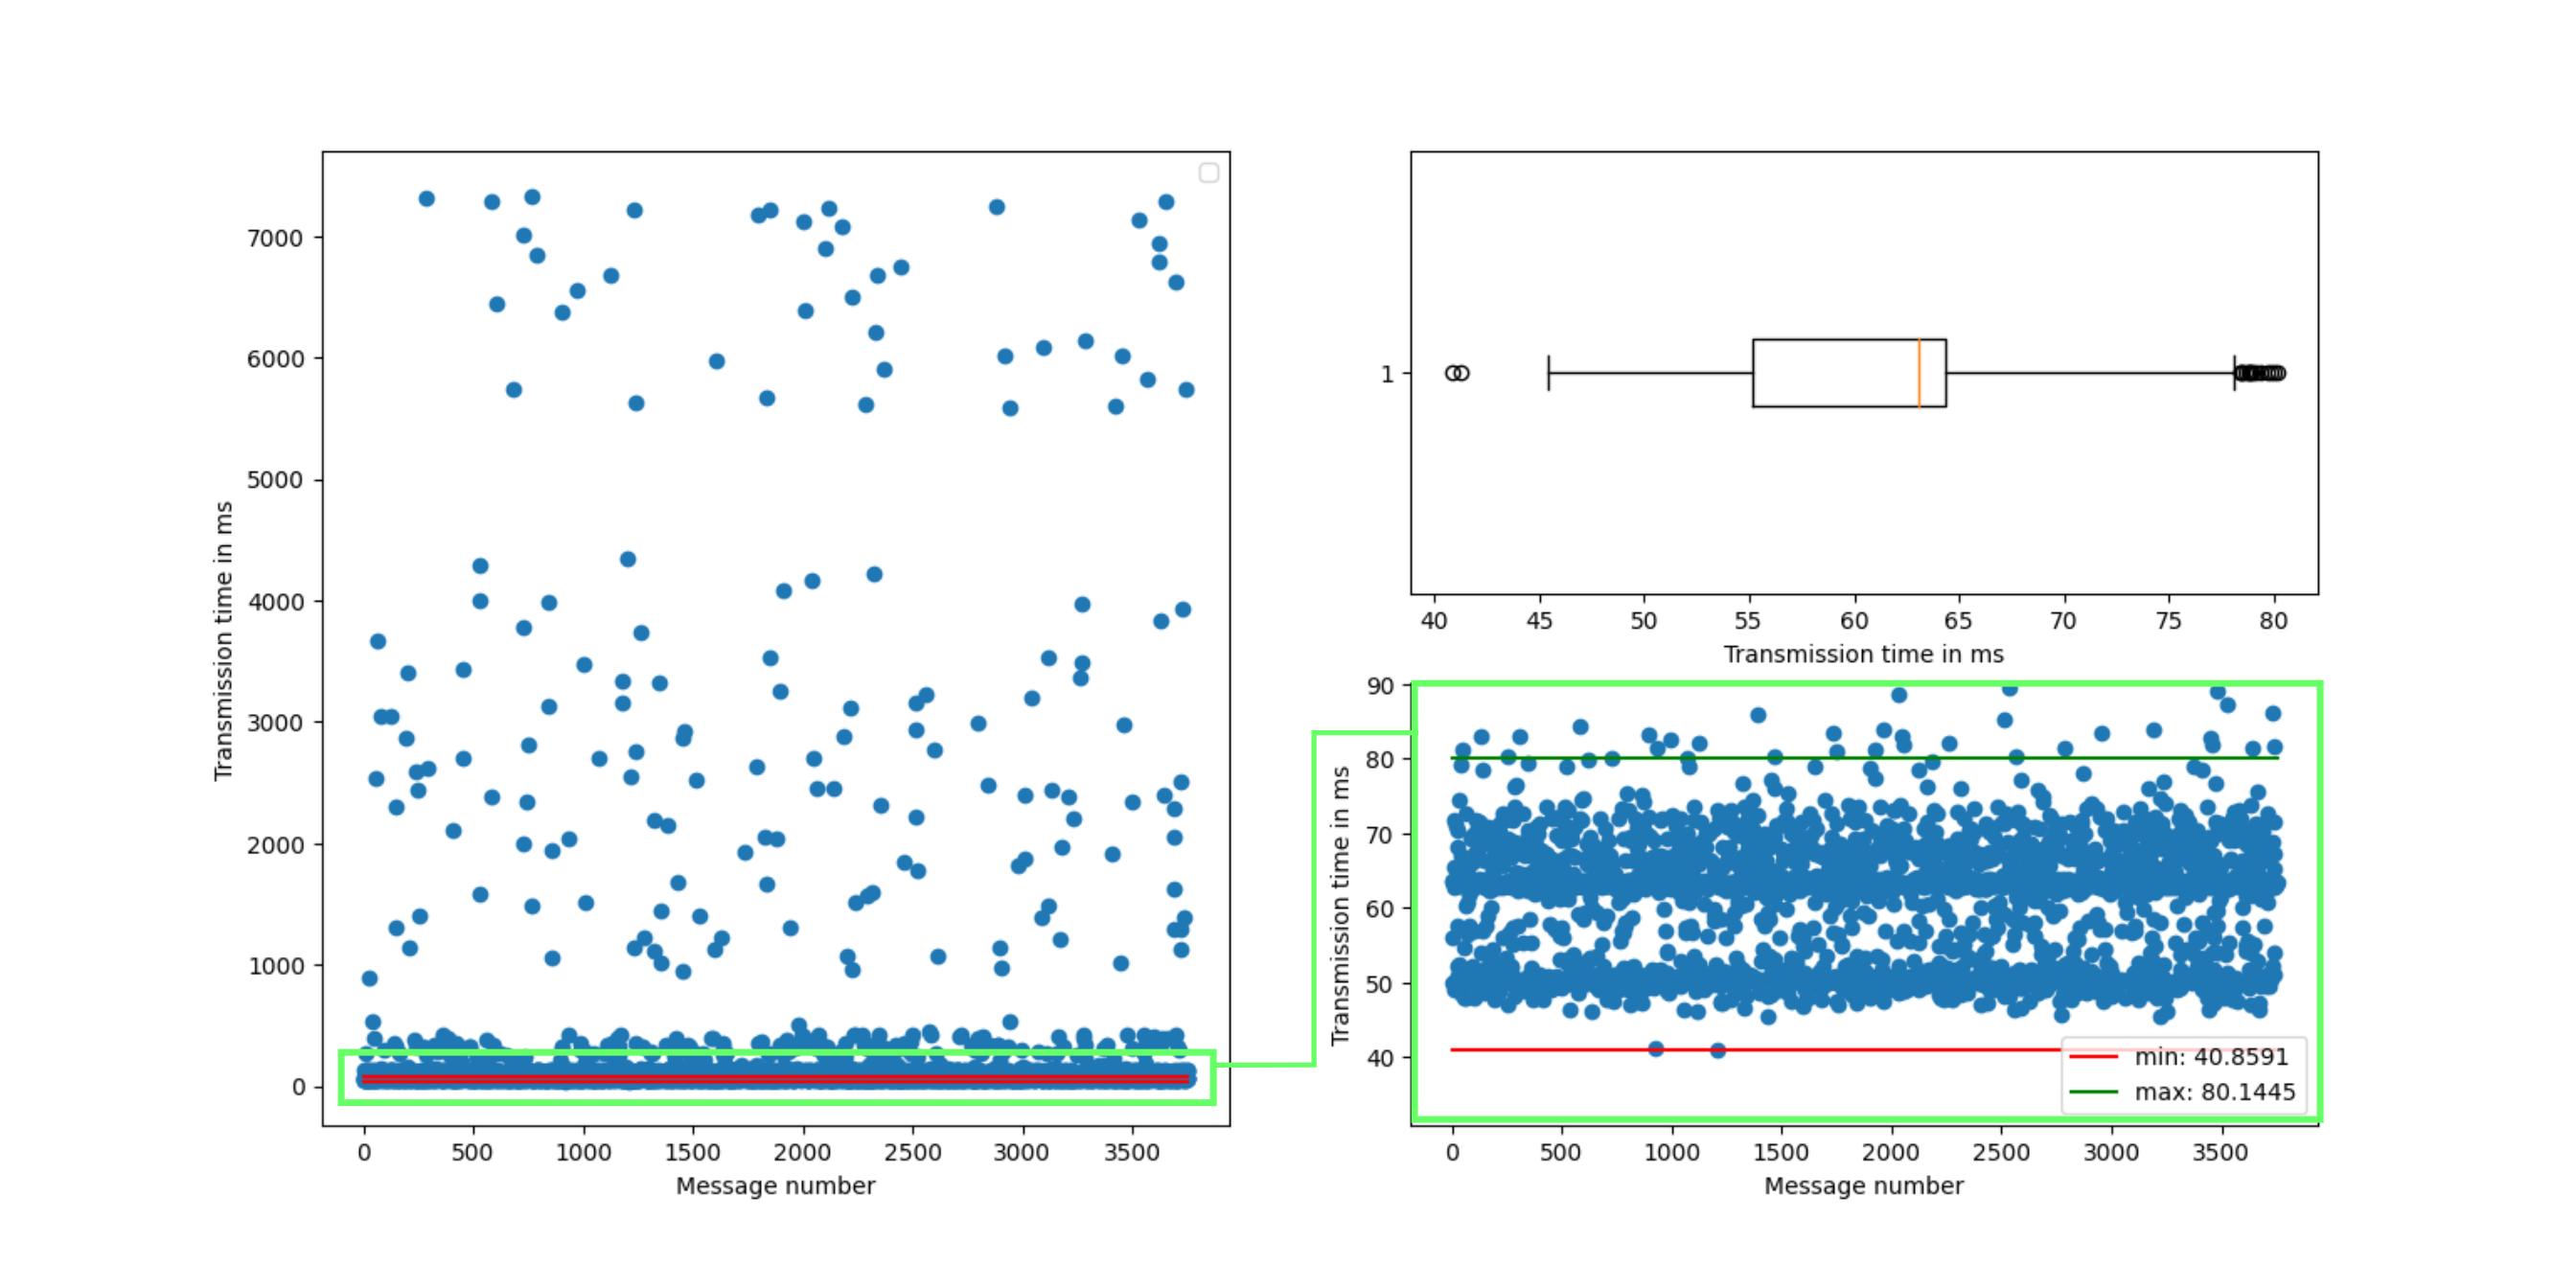 7000
6000
5000
4000
3000
2000
1000
0
Transmission time in ms
0 500 1000 1500 2000 2500 3000 3500
Message number
1
40 45 50 55 60 65 70 75 80
Transmission time in ms
90
80
70
60
50
40
Transmission time in ms
min: 40.8591
max: 80.1445
0 500 1000 1500 2000 2500 3000 3500
Message number